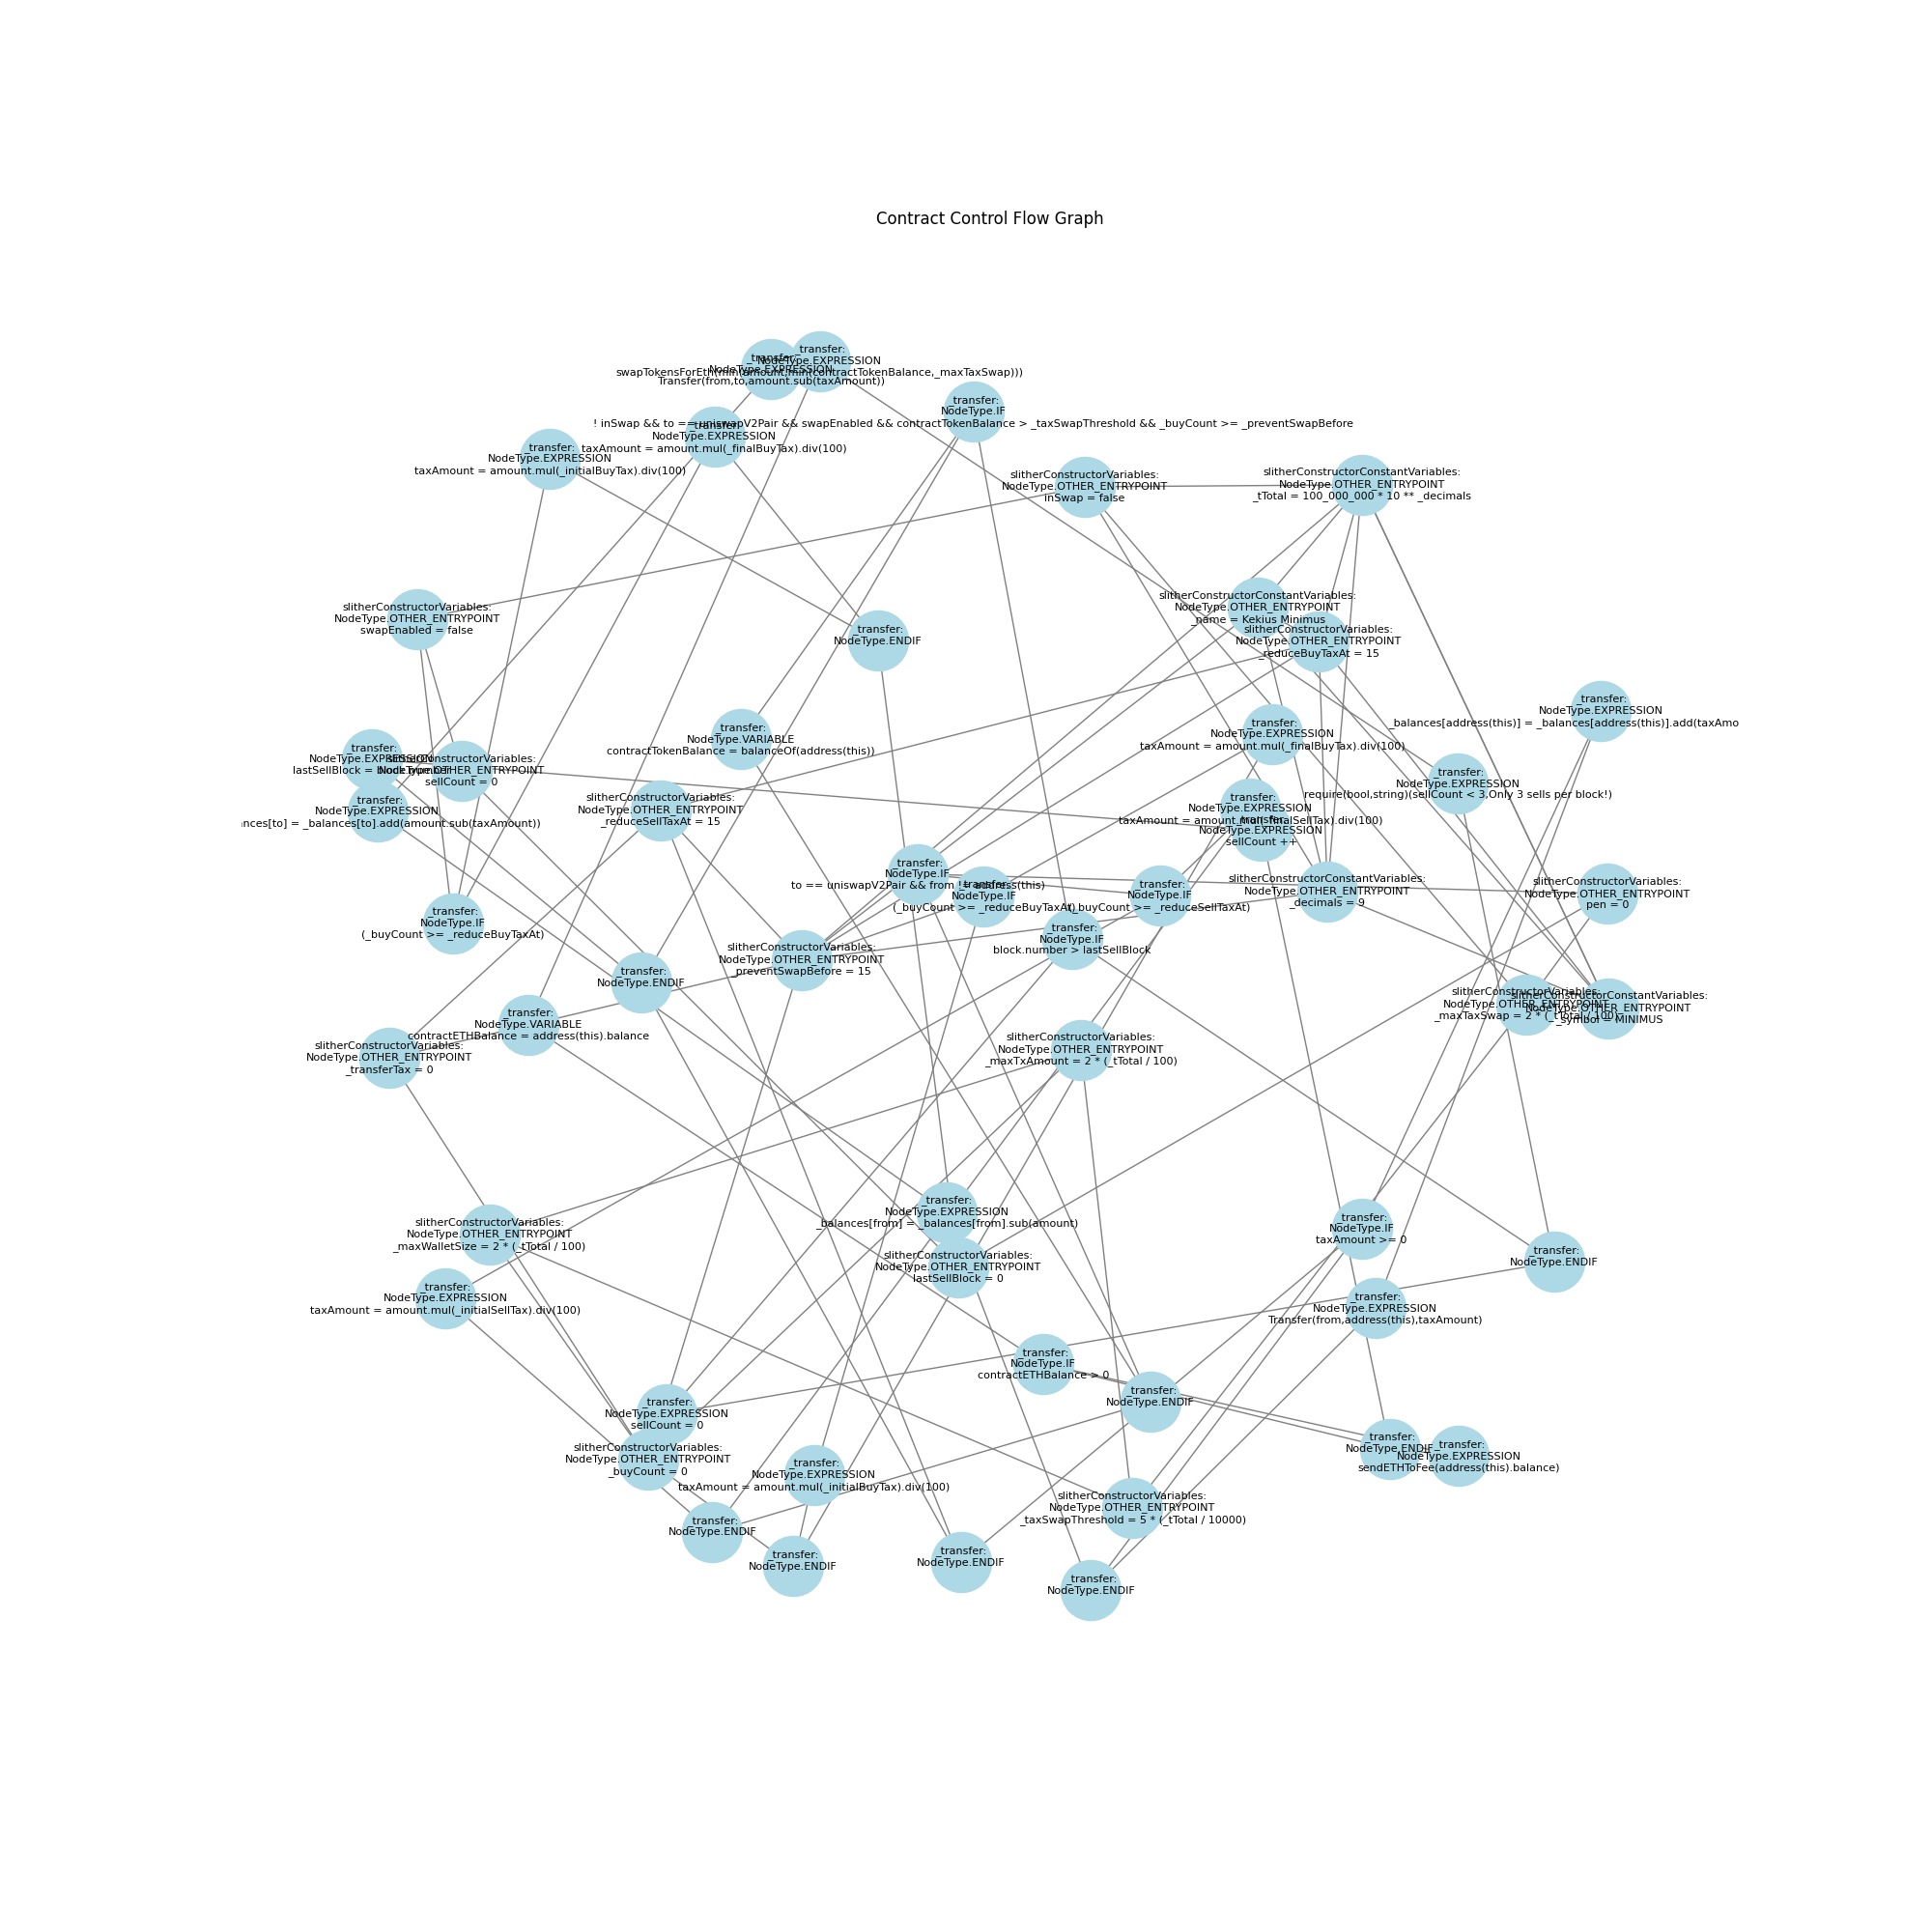 Contract Control Flow Graph
_transfer:
NodeType.EXPRESSION
swapTokensForEth(min(amount,min(contractTokenBalance,_maxTaxSwap)))
_transfer:
NodeType.EXPRESSION
Transfer(from,to,amount.sub(taxAmount))
_transfer:
NodeType.IF
! inSwap && to == uniswapV2Pair && swapEnabled && contractTokenBalance > _taxSwapThreshold && _buyCount >= _preventSwapBefore
_transfer:
NodeType.EXPRESSION
taxAmount = amount.mul(_finalBuyTax).div(100)
_transfer:
NodeType.EXPRESSION
taxAmount = amount.mul(_initialBuyTax).div(100)
slitherConstructorVariables:
NodeType.OTHER_ENTRYPOINT
inSwap = false
slitherConstructorConstantVariables:
NodeType.OTHER_ENTRYPOINT
_tTotal = 100_000_000 * 10 ** _decimals
slitherConstructorVariables:
NodeType.OTHER_ENTRYPOINT
swapEnabled = false
_transfer:
NodeType.ENDIF
slitherConstructorConstantVariables:
NodeType.OTHER_ENTRYPOINT
_name = Kekius Minimus
slitherConstructorVariables:
NodeType.OTHER_ENTRYPOINT
_reduceBuyTaxAt = 15
_transfer:
NodeType.EXPRESSION
_balances[address(this)] = _balances[address(this)].add(taxAmo
_transfer:
NodeType.VARIABLE
contractTokenBalance = balanceOf(address(this))
_transfer:
NodeType.EXPRESSION
taxAmount = amount.mul(_finalBuyTax).div(100)
_transfer:
NodeType.EXPRESSION
lastSellBlock = block.number
slitherConstructorVariables:
NodeType.OTHER_ENTRYPOINT
sellCount = 0
_transfer:
NodeType.EXPRESSION
require(bool,string)(sellCount < 3,Only 3 sells per block!)
_transfer:
NodeType.EXPRESSION
nces[to] = _balances[to].add(amount.sub(taxAmount))
slitherConstructorVariables:
NodeType.OTHER_ENTRYPOINT
_reduceSellTaxAt = 15
_transfer:
NodeType.EXPRESSION
taxAmount = amount.mul(_finalSellTax).div(100)
_transfer:
NodeType.EXPRESSION
sellCount ++
_transfer:
NodeType.IF
to == uniswapV2Pair && from != address(this)
_transfer:
NodeType.IF
(_buyCount >= _reduceBuyTaxAt)
_transfer:
NodeType.IF
(_buyCount >= _reduceSellTaxAt)
slitherConstructorConstantVariables:
NodeType.OTHER_ENTRYPOINT
_decimals = 9
slitherConstructorVariables:
NodeType.OTHER_ENTRYPOINT
pen = 0
_transfer:
NodeType.IF
(_buyCount >= _reduceBuyTaxAt)
_transfer:
NodeType.IF
block.number > lastSellBlock
slitherConstructorVariables:
NodeType.OTHER_ENTRYPOINT
_preventSwapBefore = 15
_transfer:
NodeType.ENDIF
slitherConstructorVariables:
NodeType.OTHER_ENTRYPOINT
_maxTaxSwap = 2 * (_tTotal / 100)
slitherConstructorConstantVariables:
NodeType.OTHER_ENTRYPOINT
_symbol = MINIMUS
_transfer:
NodeType.VARIABLE
contractETHBalance = address(this).balance
slitherConstructorVariables:
NodeType.OTHER_ENTRYPOINT
_transferTax = 0
slitherConstructorVariables:
NodeType.OTHER_ENTRYPOINT
_maxTxAmount = 2 * (_tTotal / 100)
_transfer:
NodeType.EXPRESSION
_balances[from] = _balances[from].sub(amount)
slitherConstructorVariables:
NodeType.OTHER_ENTRYPOINT
_maxWalletSize = 2 * (_tTotal / 100)
_transfer:
NodeType.IF
taxAmount >= 0
_transfer:
NodeType.ENDIF
slitherConstructorVariables:
NodeType.OTHER_ENTRYPOINT
lastSellBlock = 0
_transfer:
NodeType.EXPRESSION
taxAmount = amount.mul(_initialSellTax).div(100)
_transfer:
NodeType.EXPRESSION
Transfer(from,address(this),taxAmount)
_transfer:
NodeType.IF
contractETHBalance > 0
_transfer:
NodeType.ENDIF
_transfer:
NodeType.EXPRESSION
sellCount = 0
_transfer:
NodeType.ENDIF
_transfer:
NodeType.EXPRESSION
sendETHToFee(address(this).balance)
slitherConstructorVariables:
NodeType.OTHER_ENTRYPOINT
_buyCount = 0
_transfer:
NodeType.EXPRESSION
taxAmount = amount.mul(_initialBuyTax).div(100)
slitherConstructorVariables:
NodeType.OTHER_ENTRYPOINT
_taxSwapThreshold = 5 * (_tTotal / 10000)
_transfer:
NodeType.ENDIF
_transfer:
NodeType.ENDIF
_transfer:
NodeType.ENDIF
_transfer:
NodeType.ENDIF